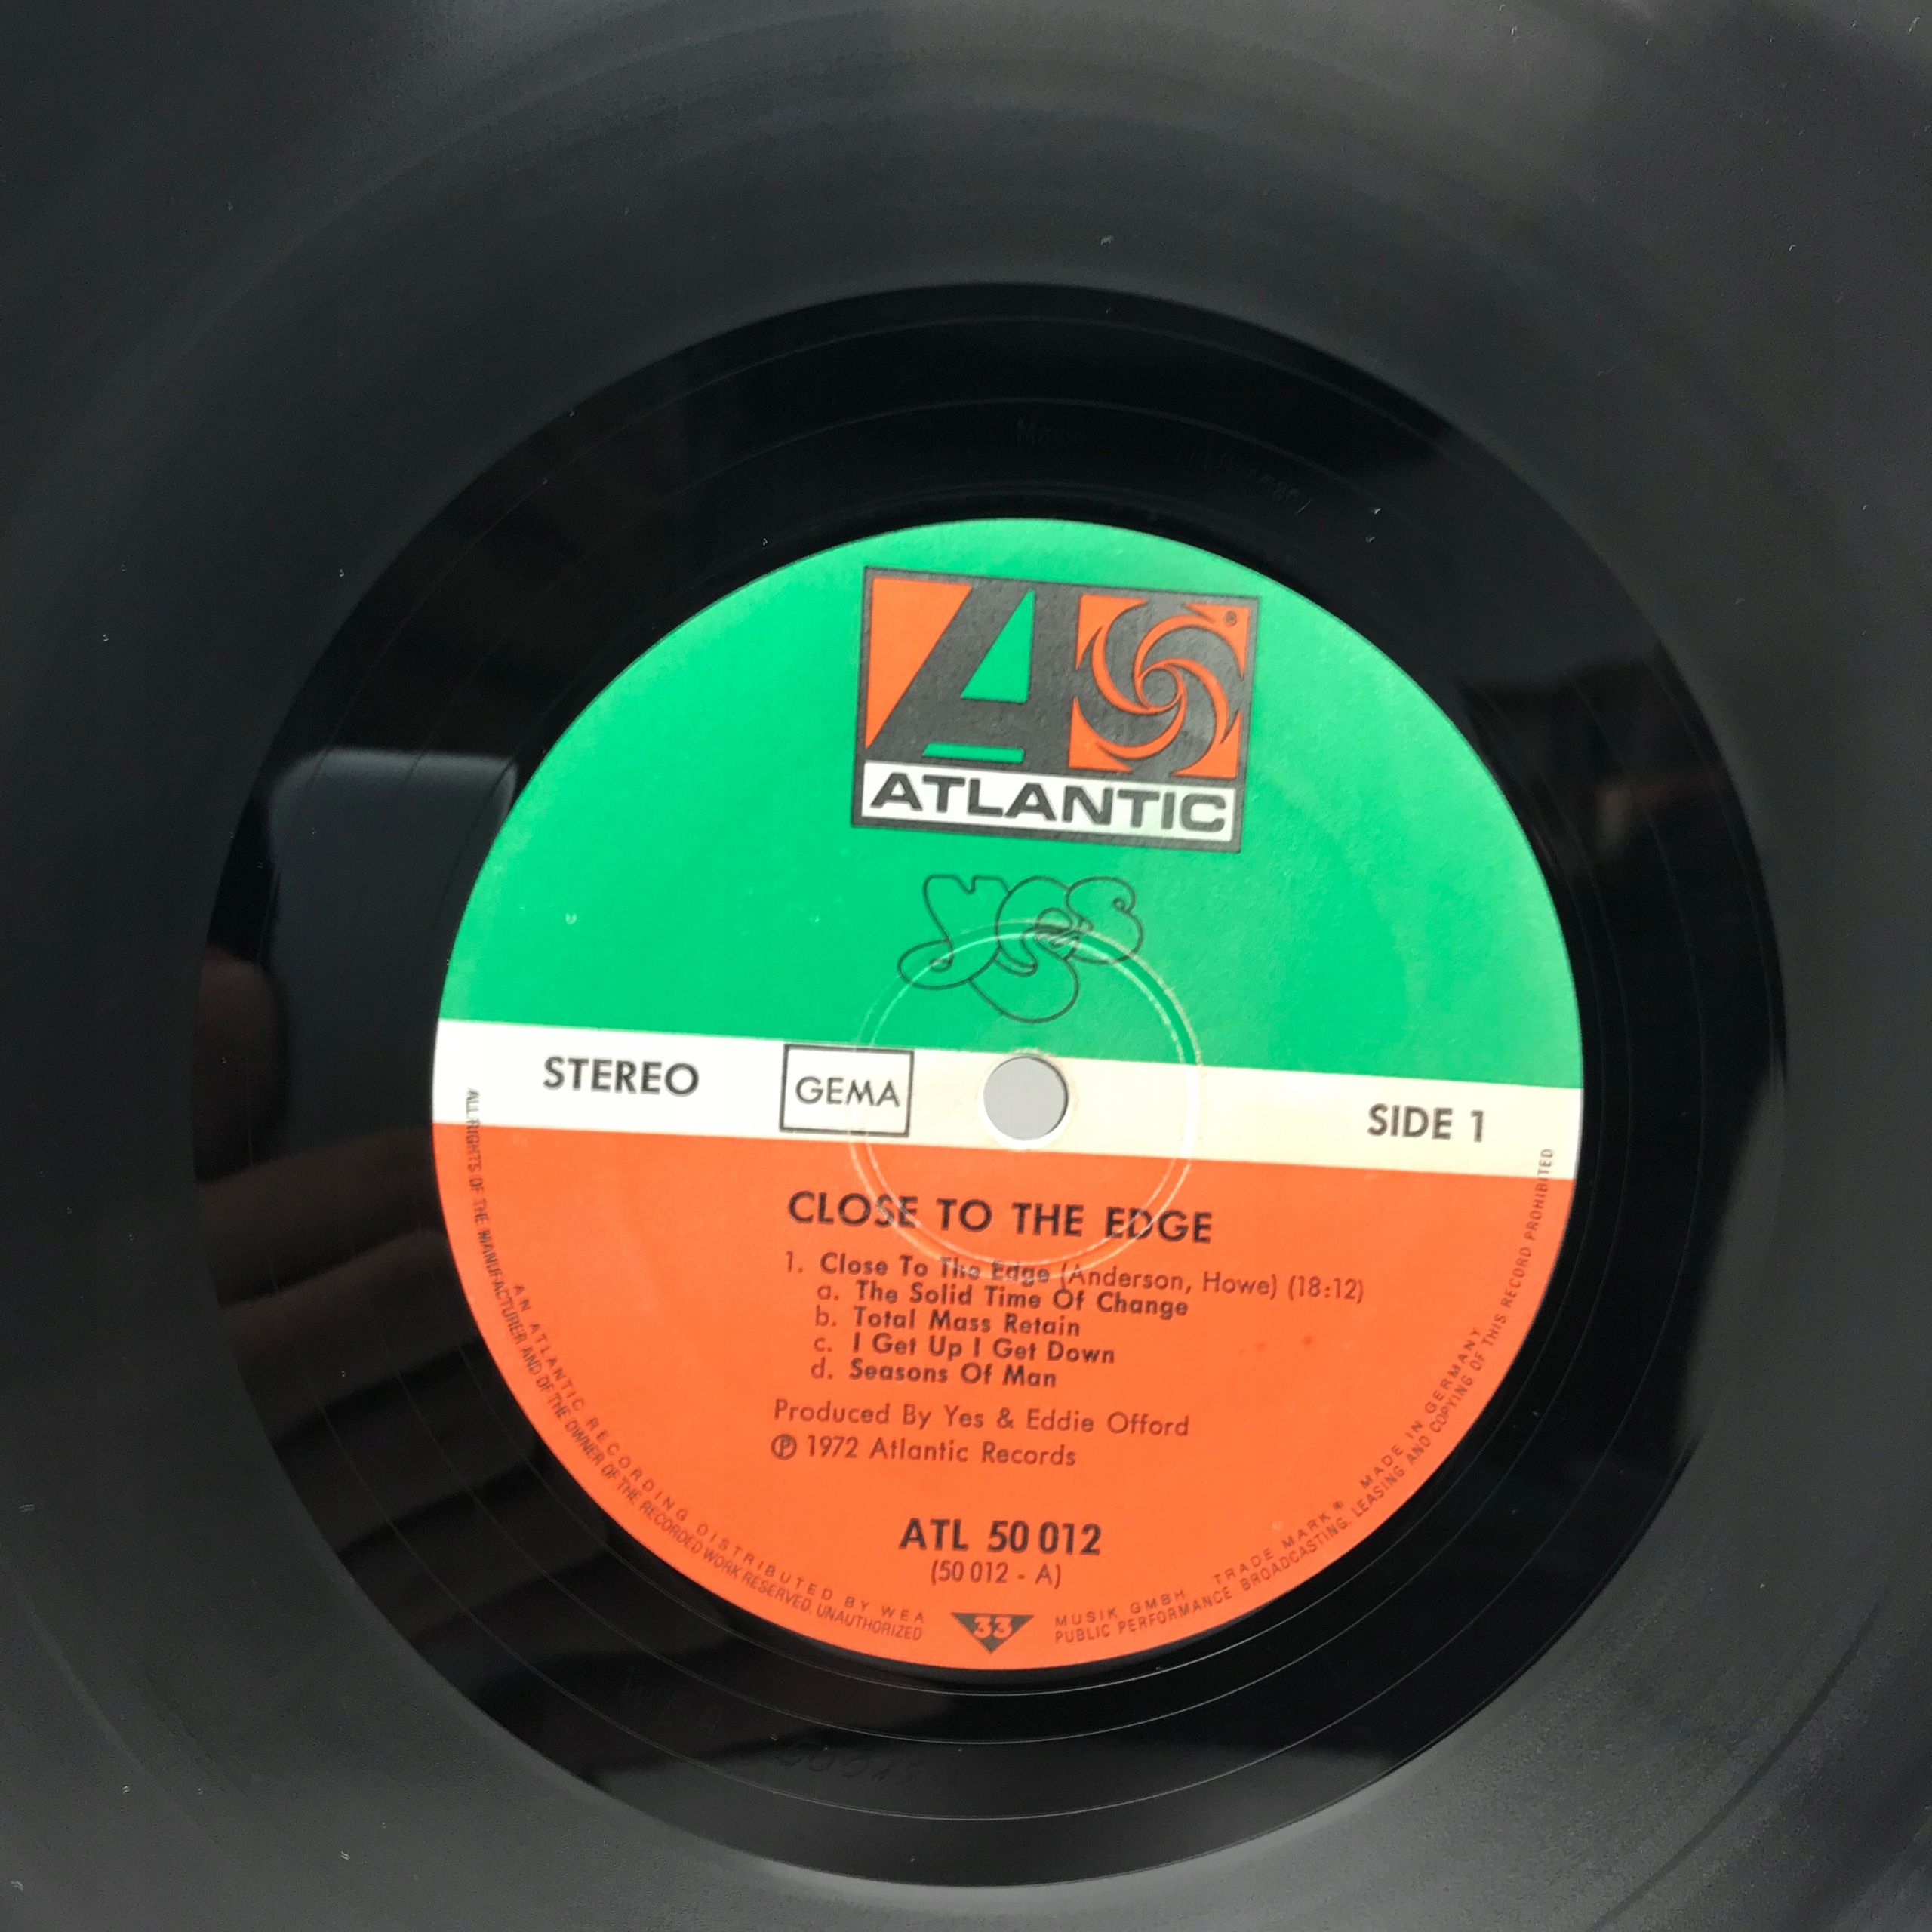 ATLANTIC
®
yes
STEREO
GEMA
SIDE 1
CLOSE TO THE EDGE
1. Close To The Edge (Anderson, Howe) (18:12)
a. The Solid Time Of Change
b. Total Mass Retain
c. I Get Up I Get Down
d. Seasons Of Man
Produced By Yes & Eddie Offord
℗ 1972 Atlantic Records
ATL 50 012
(50 012 - A)
33
AN ATLANTIC RECORDING DISTRIBUTED BY WEA MUSIK GMBH TRADE MARK® MADE IN GERMANY
ALL RIGHTS OF THE MANUFACTURER AND OF THE OWNER OF THE RECORDED WORK RESERVED. UNAUTHORIZED PUBLIC PERFORMANCE BROADCASTING. LEASING AND COPYING OF THIS RECORD PROHIBITED